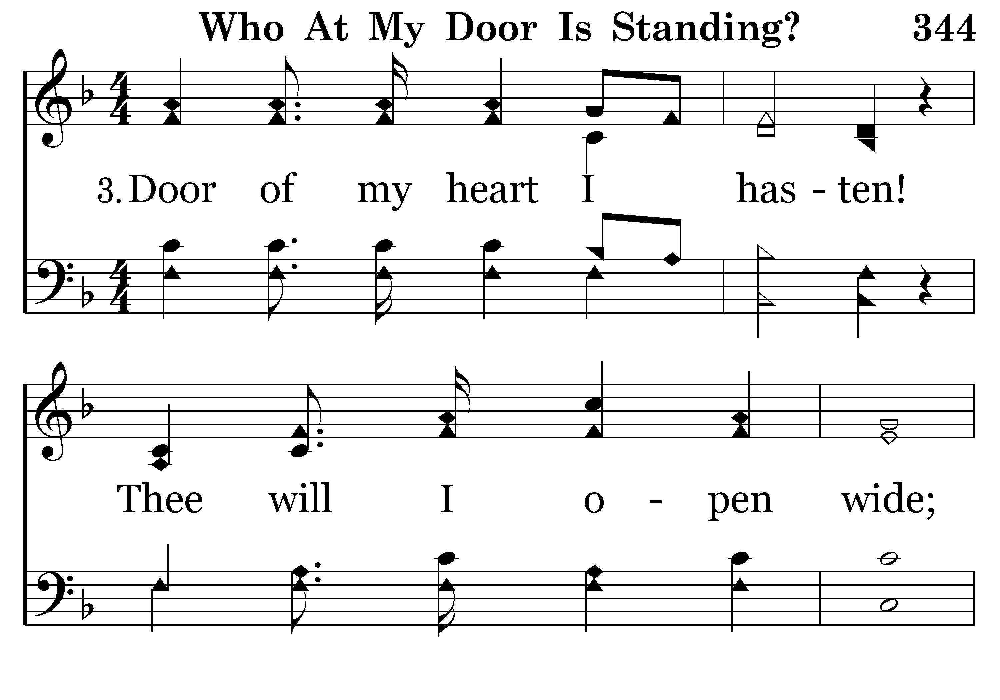 Who At My Door Is Standing? 344
3. Door of my heart I has - ten!
Thee will I o - pen wide;